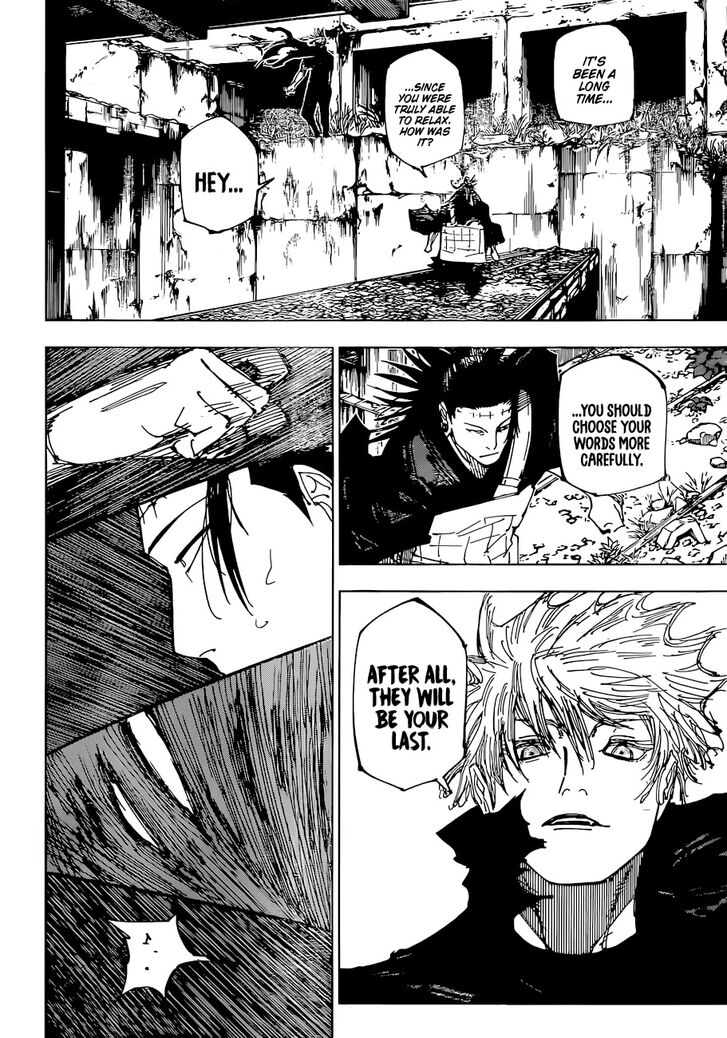 IT'S
BEEN A
LONG
TIME...
...SINCE
YOU WERE
TRULY ABLE
TO RELAX.
HOW WAS
IT?
HEY...
...YOU SHOULD
CHOOSE YOUR
WORDS MORE
CAREFULLY.
AFTER ALL,
THEY WILL
BE YOUR
LAST.